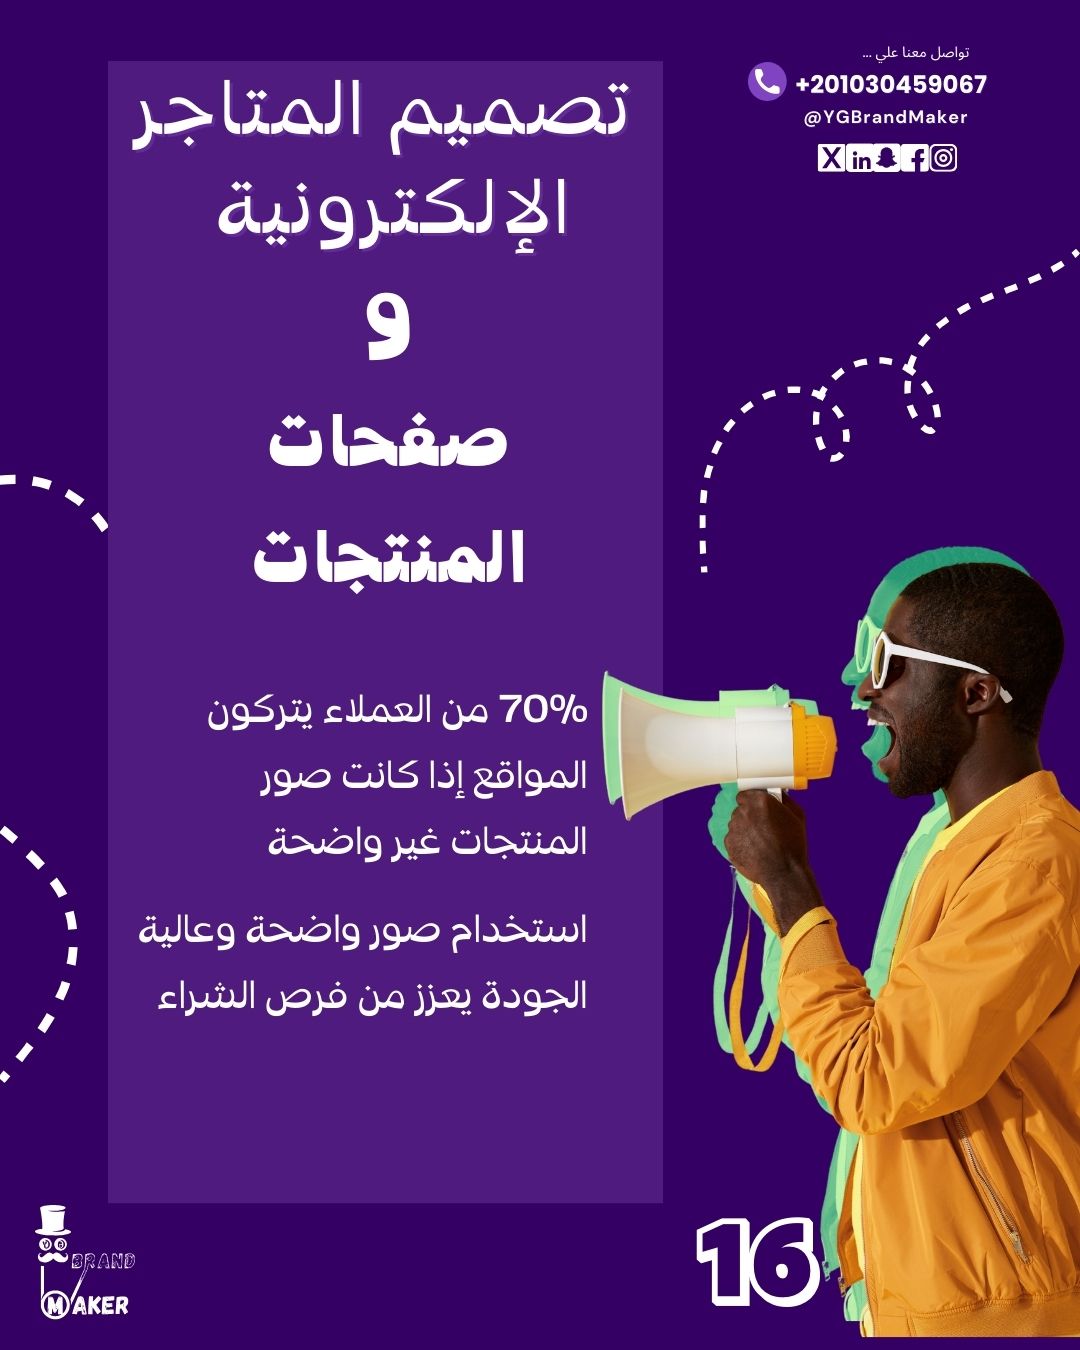 تواصل معنا علي ...
+201030459067
@YGBrandMaker
تصميم المتاجر
الإلكترونية
و
صفحات
المنتجات
70% من العملاء يتركون
المواقع إذا كانت صور
المنتجات غير واضحة
استخدام صور واضحة وعالية
الجودة يعزز من فرص الشراء
16
BRAND
MAKER